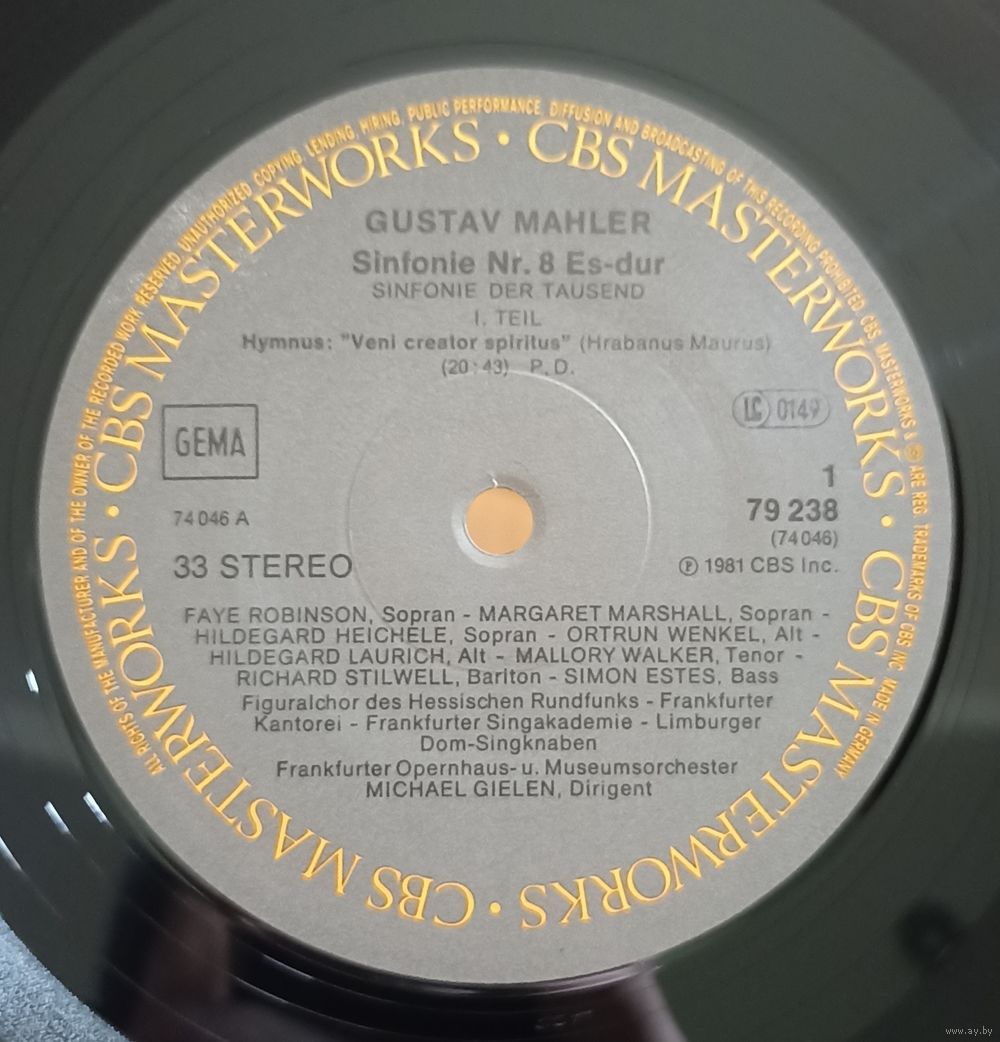 ALL RIGHTS OF THE MANUFACTURER AND OF THE OWNER OF THE RECORDED WORK RESERVED. UNAUTHORIZED COPYING, LENDING, HIRING, PUBLIC PERFORMANCE, DIFFUSION AND BROADCASTING OF THIS RECORDING PROHIBITED. CBS, MASTERWORKS & ARE REG. TRADEMARKS OF CBS INC. MADE IN GERMANY
CBS MASTERWORKS · CBS MASTERWORKS · CBS MASTERWORKS · CBS MASTERWORKS · CBS MASTERWORKS ·
GUSTAV MAHLER
Sinfonie Nr. 8 Es-dur
SINFONIE DER TAUSEND
I. TEIL
Hymnus: "Veni creator spiritus" (Hrabanus Maurus)
(20:43) P. D.
GEMA
LC 0149
1
79 238
74 046 A
(74 046)
33 STEREO
Ⓟ 1981 CBS Inc.
FAYE ROBINSON, Sopran - MARGARET MARSHALL, Sopran -
HILDEGARD HEICHELE, Sopran - ORTRUN WENKEL, Alt -
HILDEGARD LAURICH, Alt - MALLORY WALKER, Tenor -
RICHARD STILWELL, Bariton - SIMON ESTES, Bass
Figuralchor des Hessischen Rundfunks - Frankfurter
Kantorei - Frankfurter Singakademie - Limburger
Dom-Singknaben
Frankfurter Opernhaus- u. Museumsorchester
MICHAEL GIELEN, Dirigent
www.ay.by